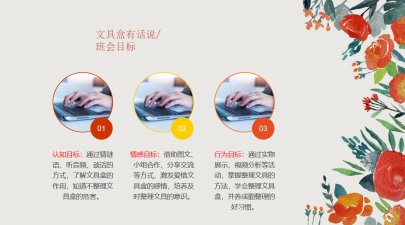 文具盒有话说/
班会目标
01
02
03
认知目标：通过猜谜
语、听音频、谈话的
方式，了解文具盒的
作用，知道不整理文
具盒的危害。
情感目标：借助图文、
小组合作、分享交流
等方式，激发爱惜文
具盒的感情，培养及
时整理文具的意识。
行为目标：通过实物
展示、视频分析等活
动，掌握整理文具的
方法，学会整理文具
盒，并养成勤整理的
好习惯。